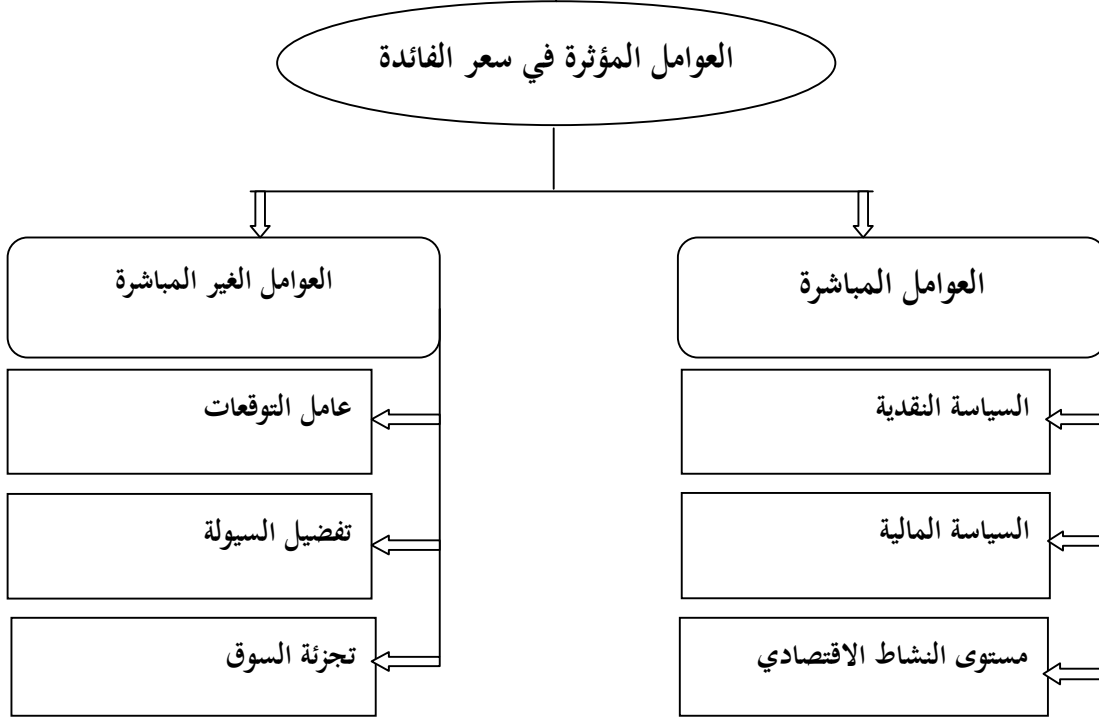 العوامل المؤثرة في سعر الفائدة
العوامل المباشرة
السياسة النقدية
السياسة المالية
مستوى النشاط الاقتصادي
العوامل الغير المباشرة
عامل التوقعات
تفضيل السيولة
تجزئة السوق